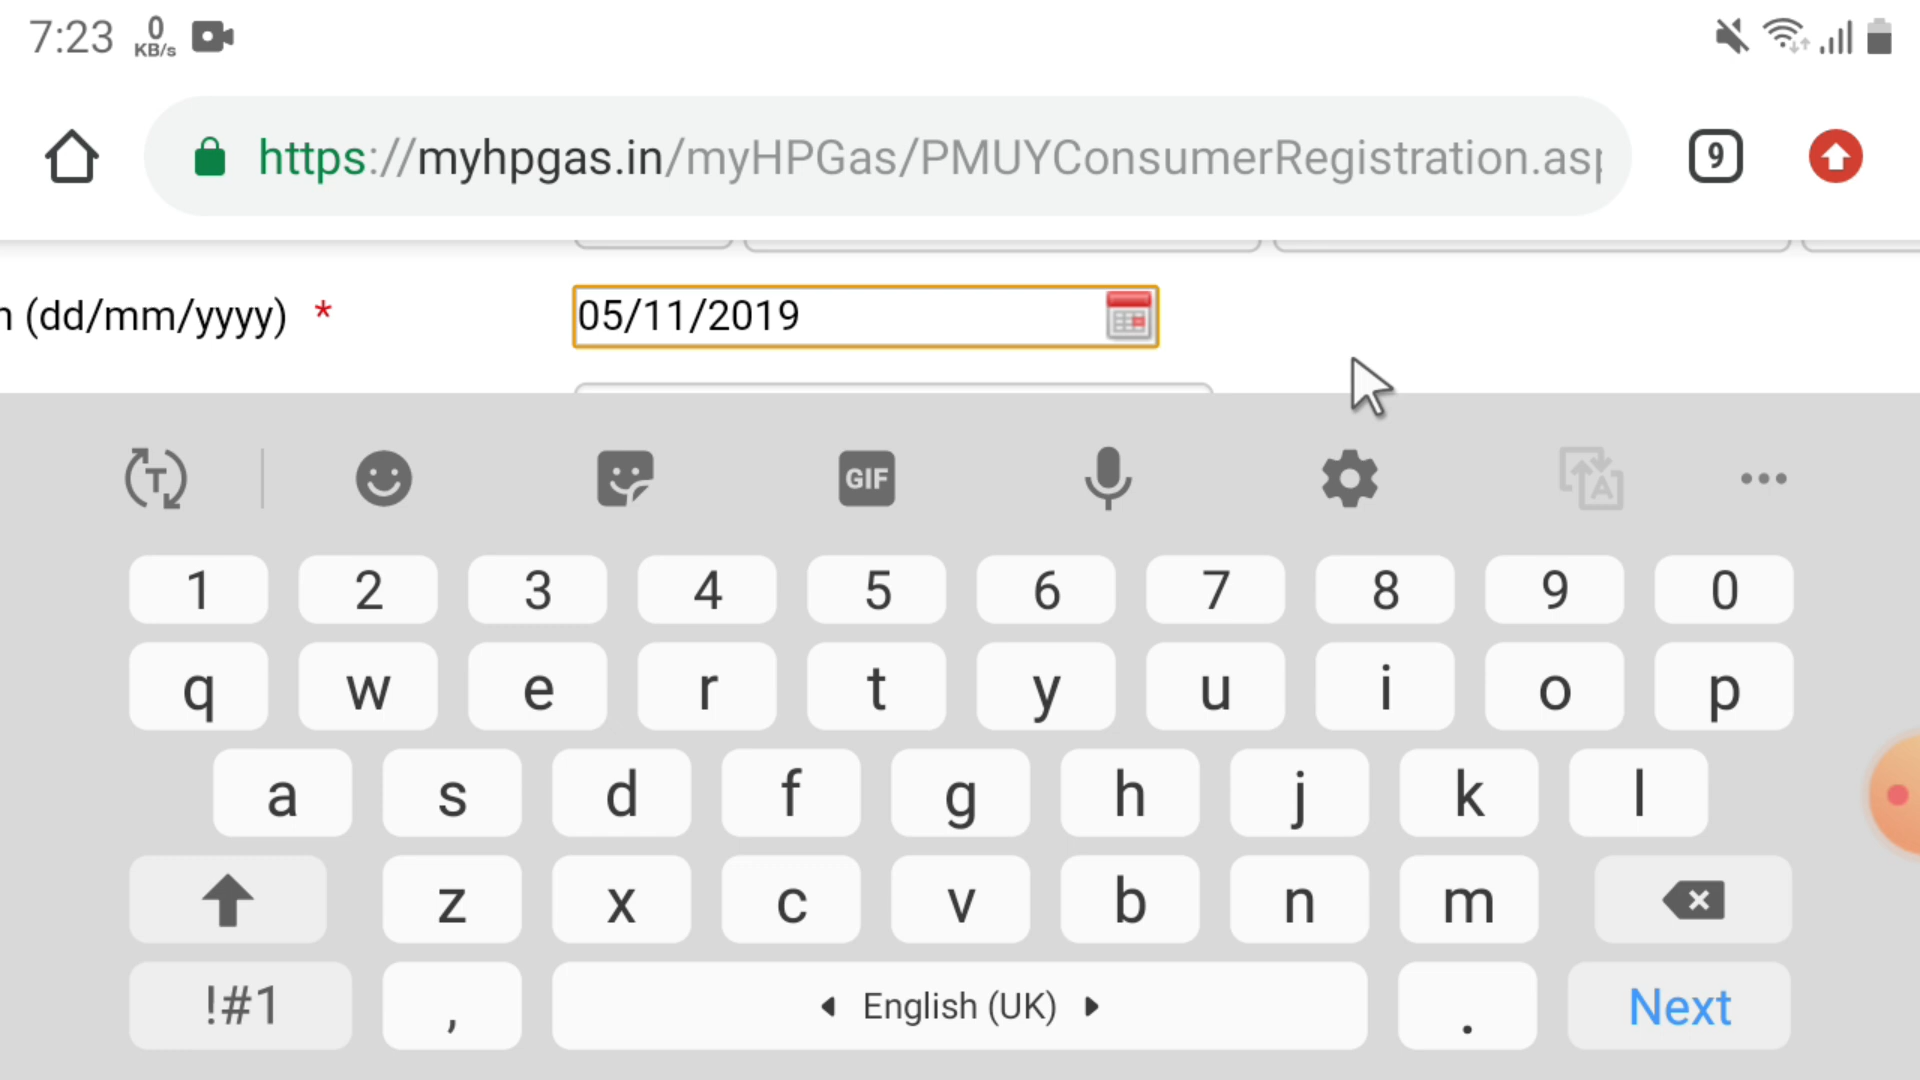 7:23 0 KB/s
https://myhpgas.in/myHPGas/PMUYConsumerRegistration.asp 9
n (dd/mm/yyyy) * 05/11/2019
T GIF A
1 2 3 4 5 6 7 8 9 0
q w e r t y u i o p
a s d f g h j k l
z x c v b n m
!#1 , English (UK) . Next